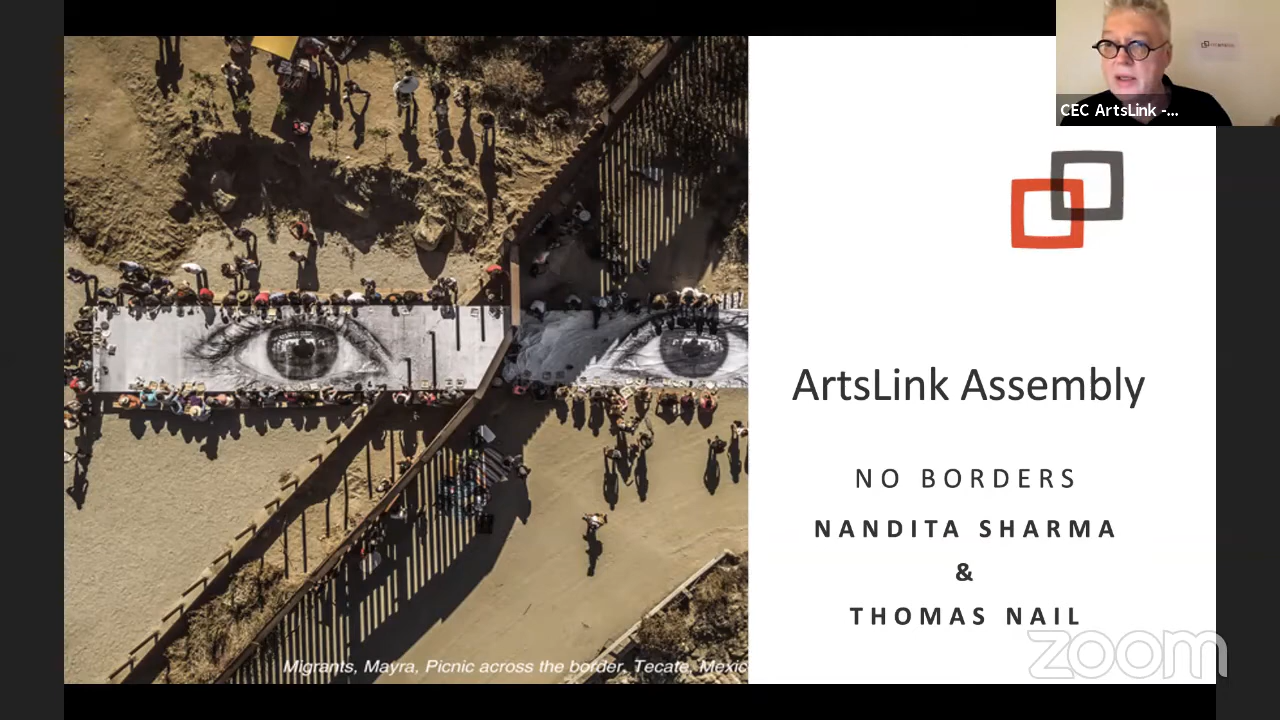 CEC ArtsLink -...
ArtsLink Assembly
NO BORDERS
NANDITA SHARMA
&
THOMAS NAIL
zoom
Migrants, Mayra, Picnic across the border, Tecate, Mexic